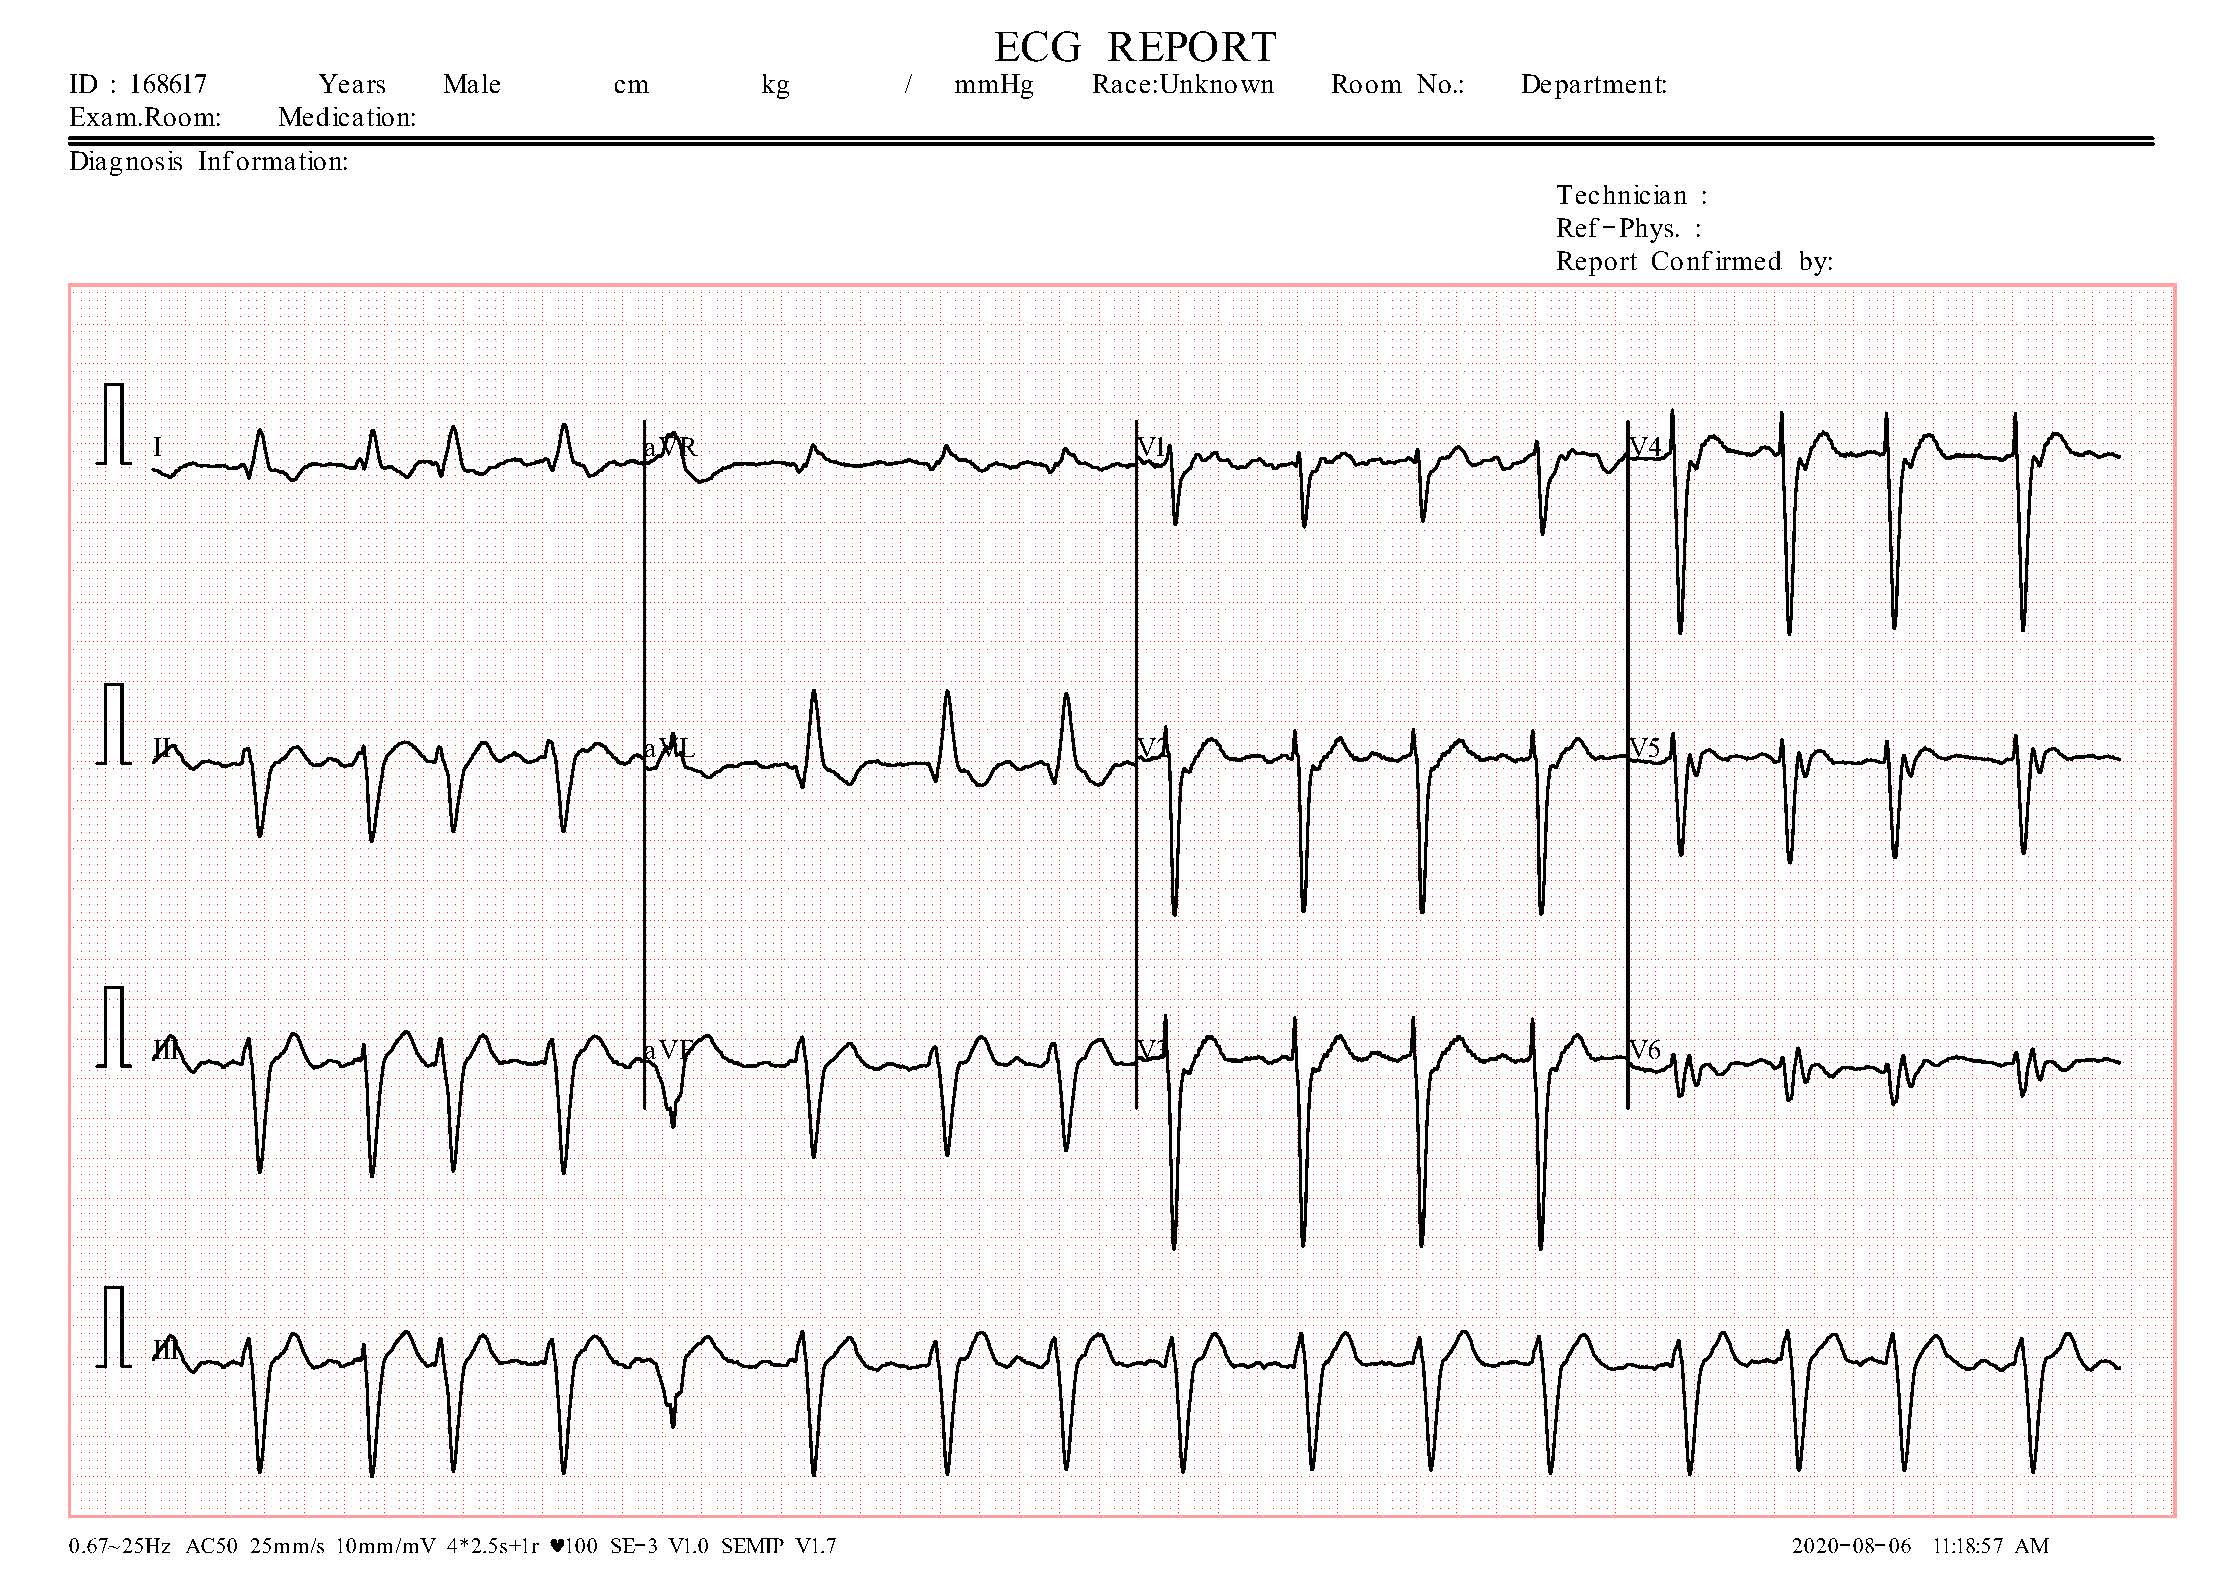 ECG REPORT
ID : 168617 Years Male cm kg / mmHg Race:Unknown Room No.: Department:
Exam.Room: Medication:
Diagnosis Information:
Technician :
Ref-Phys. :
Report Confirmed by:
I aVR V1 V4
II aVL V2 V5
III aVF V3 V6
III
0.67~25Hz AC50 25mm/s 10mm/mV 4*2.5s+1r ♥100 SE-3 V1.0 SEMIP V1.7 2020-08-06 11:18:57 AM